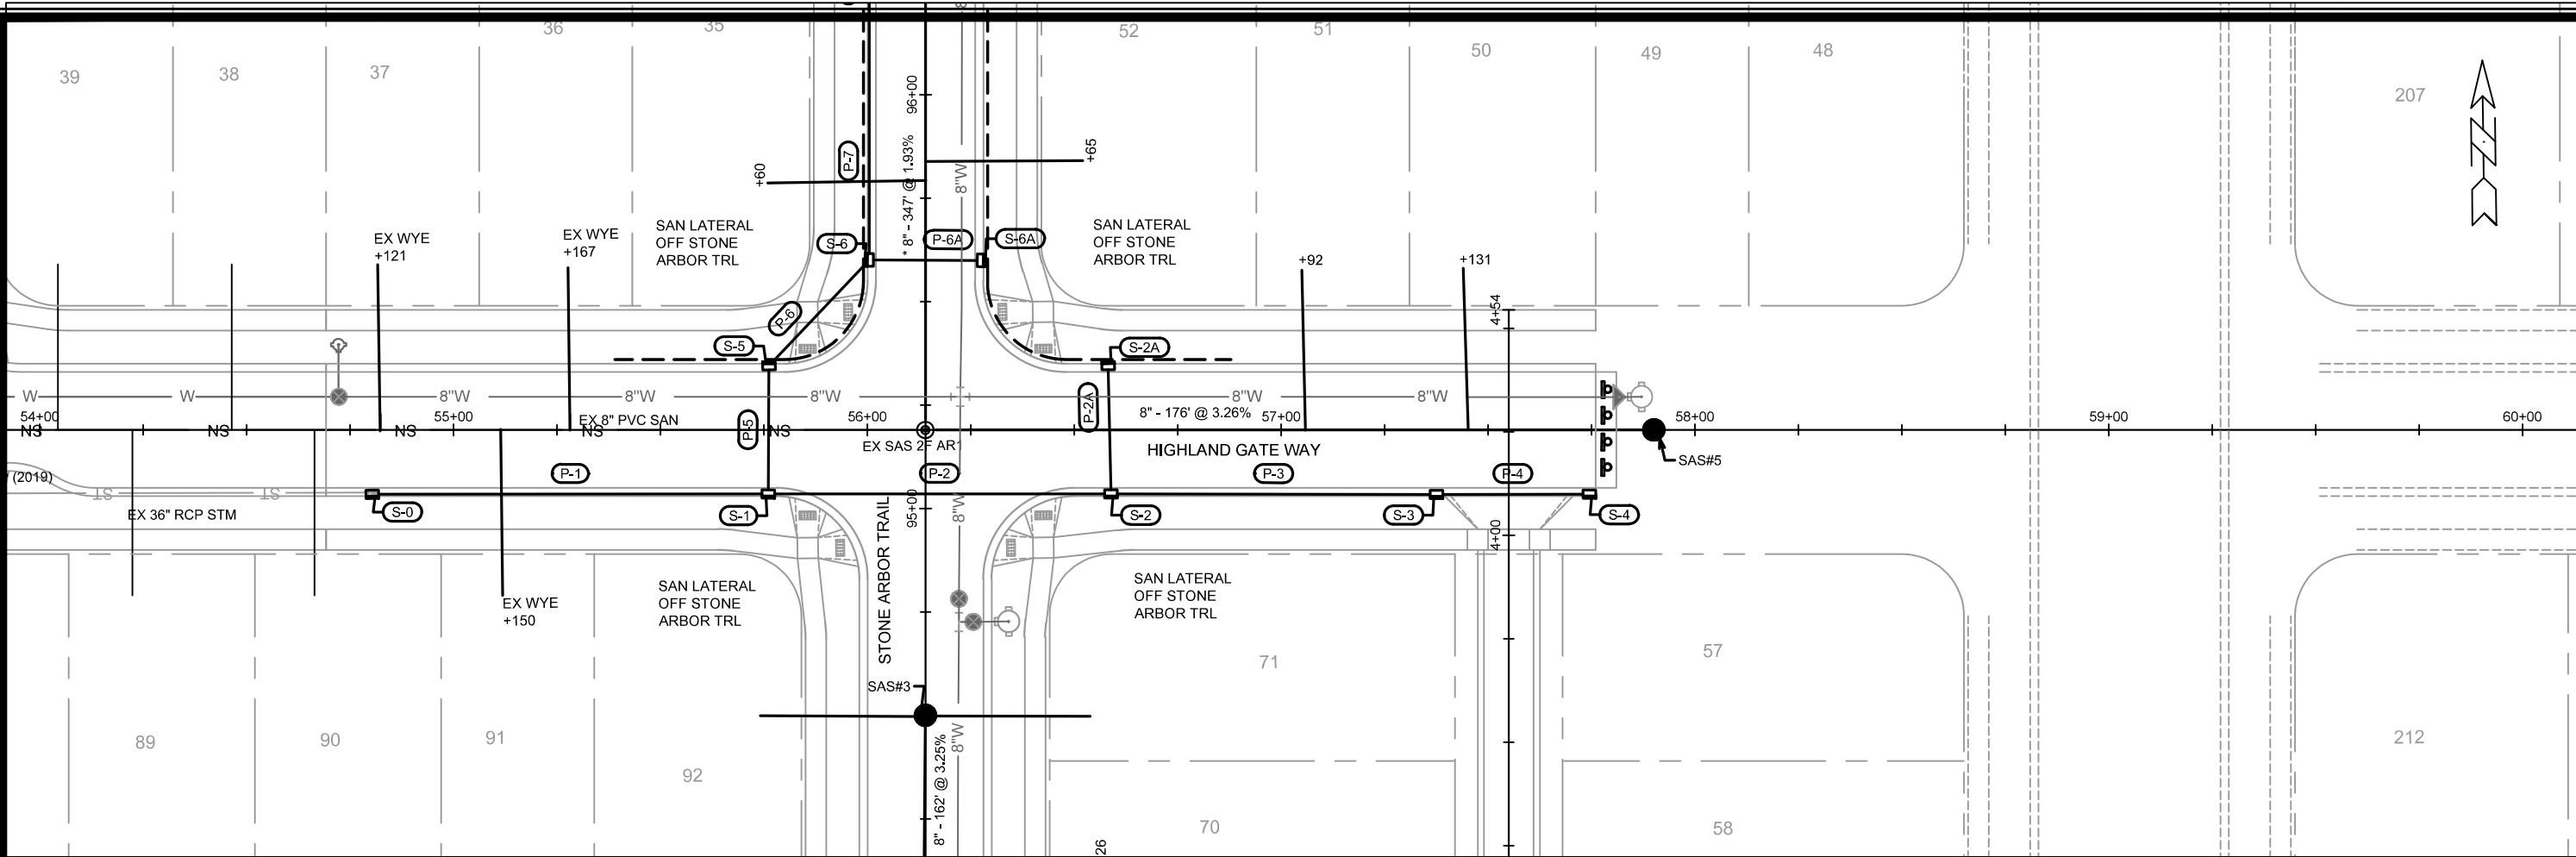 36
35
52
51
39
38
37
50
49
48
207
96+00
N
+60
P-7
* 8" - 347' @ 1.93%
8"W
+65
EX WYE
+121
EX WYE
+167
SAN LATERAL
OFF STONE
ARBOR TRL
S-6
P-6A
S-6A
SAN LATERAL
OFF STONE
ARBOR TRL
+92
+131
P-6
4+54
S-5
S-2A
W
W
8"W
8"W
8"W
8"W
8"W
54+00
55+00
EX 8" PVC SAN
P-5
56+00
P-2A
8" - 176' @ 3.26%
57+00
58+00
59+00
60+00
NS
NS
NS
NS
NS
EX SAS 2F AR1
HIGHLAND GATE WAY
SAS#5
(2019)
P-1
P-2
P-3
P-4
ST
ST
EX 36" RCP STM
S-0
S-1
95+00
8"W
S-2
S-3
S-4
4+00
STONE ARBOR TRAIL
EX WYE
+150
SAN LATERAL
OFF STONE
ARBOR TRL
SAN LATERAL
OFF STONE
ARBOR TRL
71
57
SAS#3
89
90
91
92
8" - 162' @ 3.25%
8"W
212
70
58
26